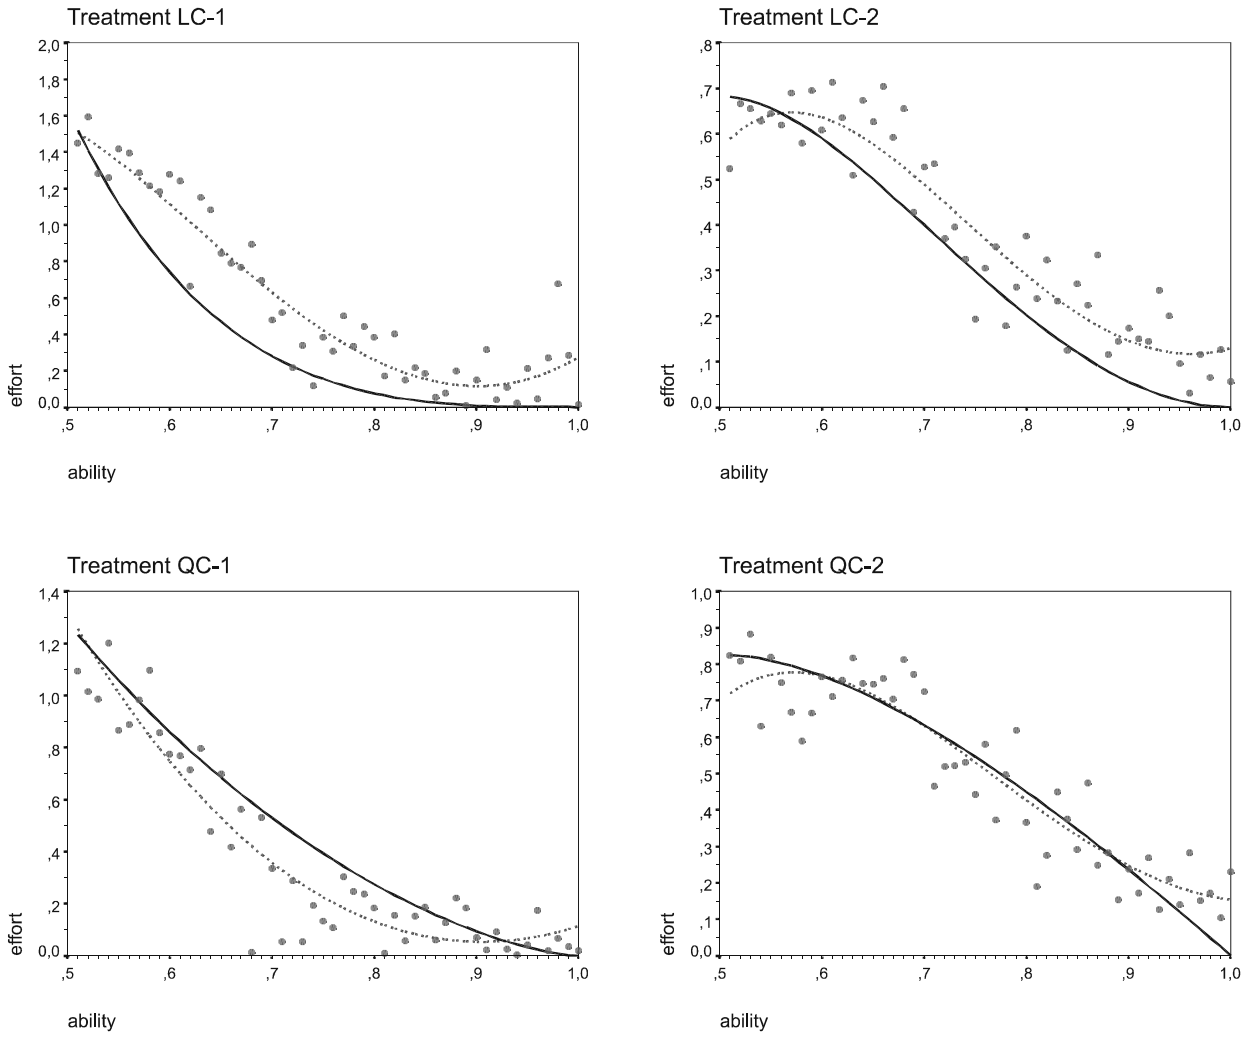 Treatment LC-1
2,0
1,8
1,6
1,4
1,2
1,0
,8
,6
,4
,2
0,0
effort
,5 ,6 ,7 ,8 ,9 1,0
ability
Treatment LC-2
,8
,7
,6
,5
,4
,3
,2
,1
0,0
effort
,5 ,6 ,7 ,8 ,9 1,0
ability
Treatment QC-1
1,4
1,2
1,0
,8
,6
,4
,2
0,0
effort
,5 ,6 ,7 ,8 ,9 1,0
ability
Treatment QC-2
1,0
,9
,8
,7
,6
,5
,4
,3
,2
,1
0,0
effort
,5 ,6 ,7 ,8 ,9 1,0
ability